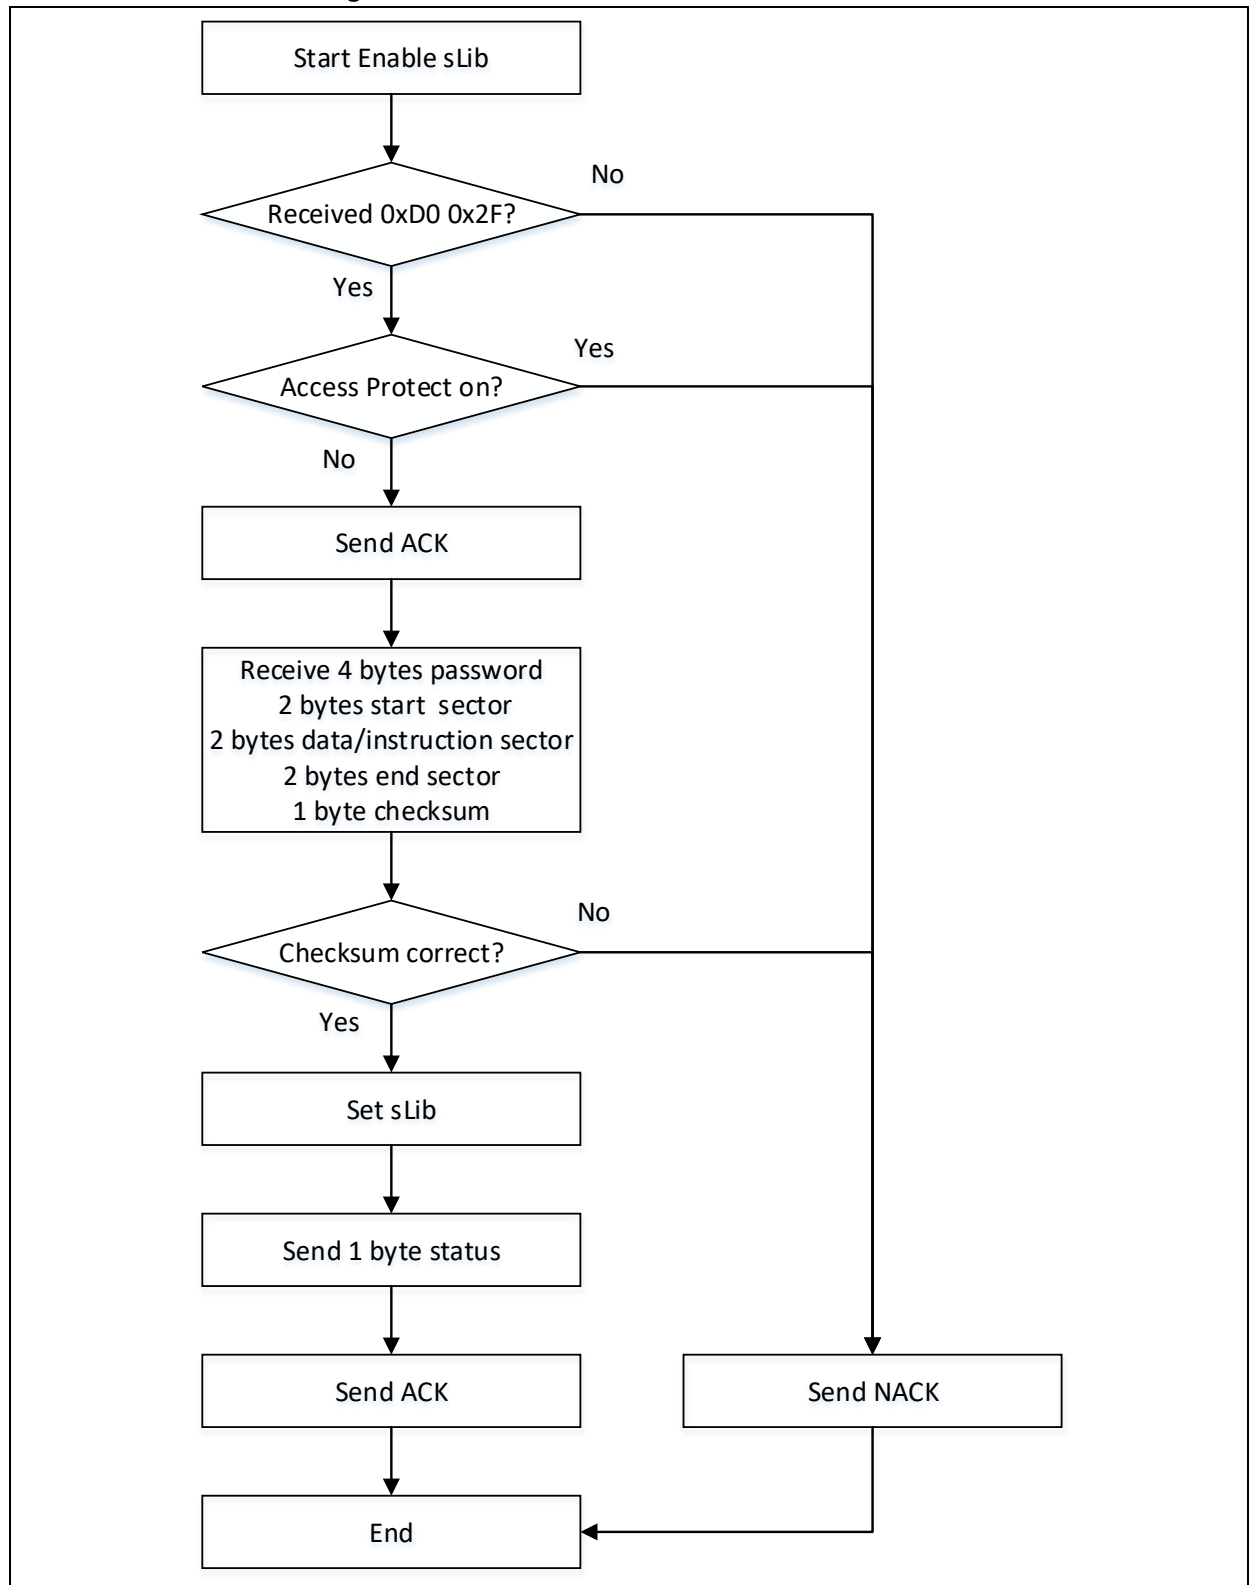 Start Enable sLib
No
Received 0xD0 0x2F?
Yes
Yes
Access Protect on?
No
Send ACK
Receive 4 bytes password
2 bytes start sector
2 bytes data/instruction sector
2 bytes end sector
1 byte checksum
No
Checksum correct?
Yes
Set sLib
Send 1 byte status
Send ACK
Send NACK
End